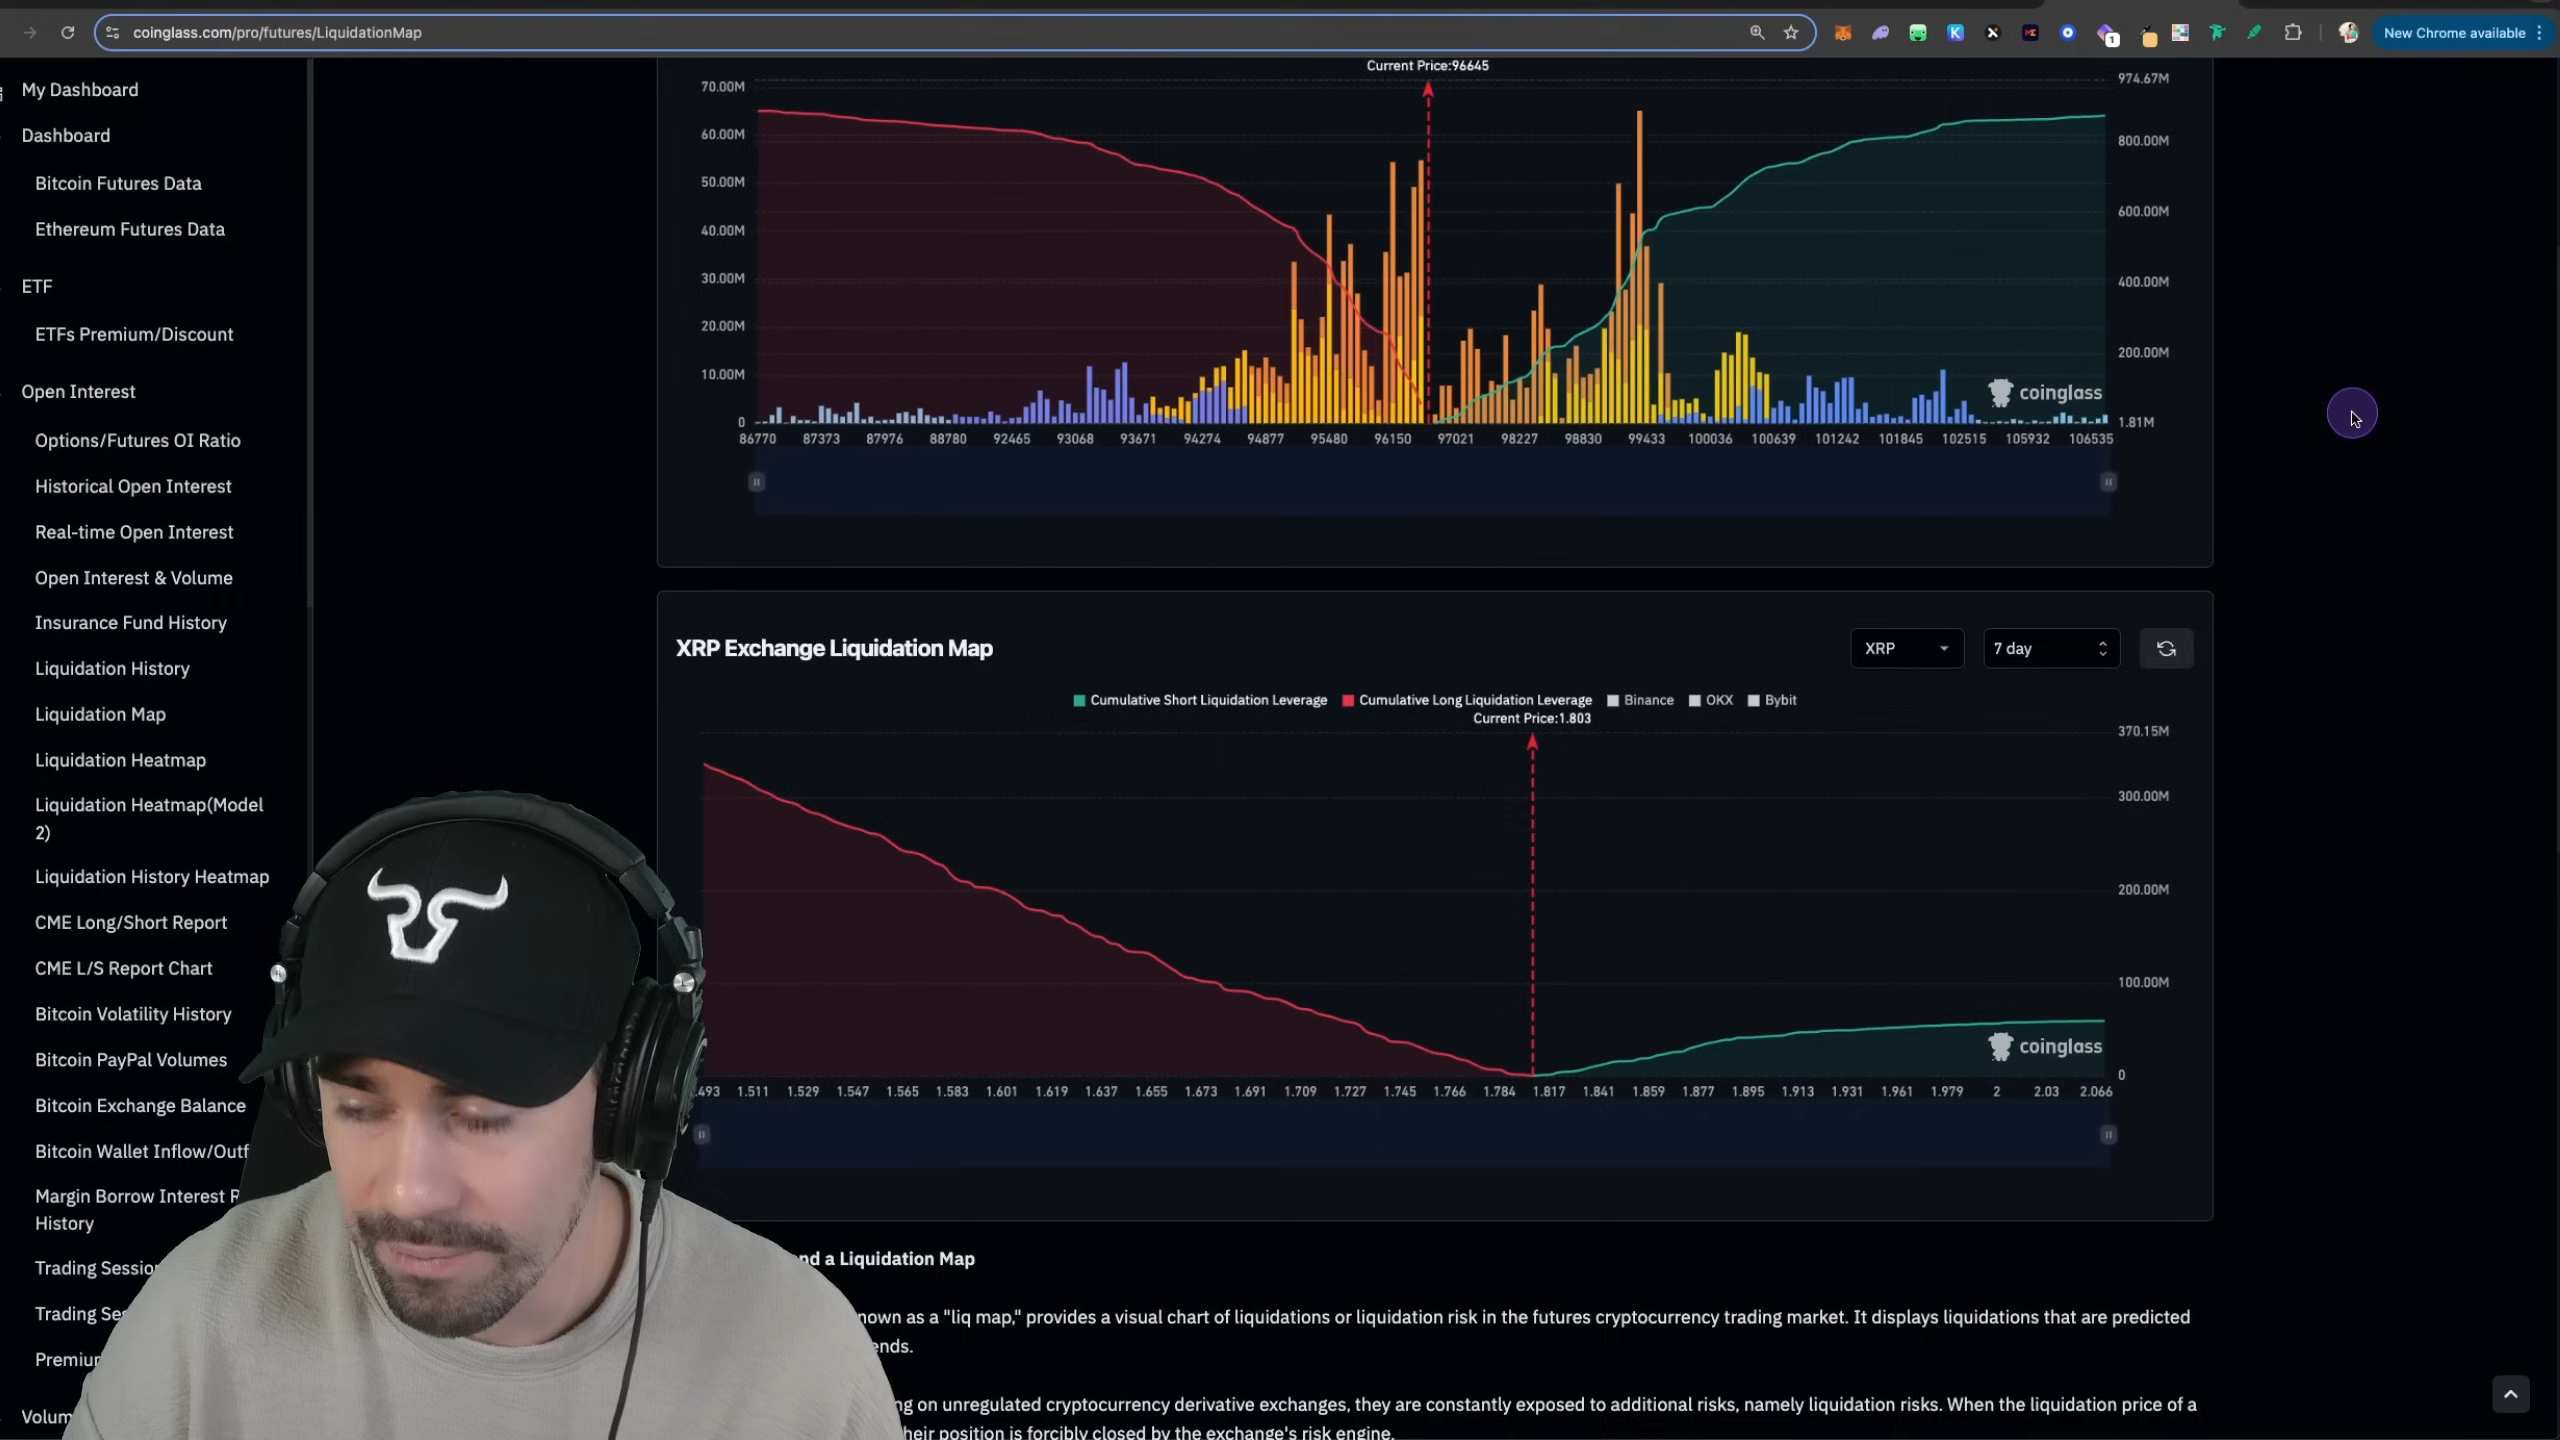 coinglass.com/pro/futures/LiquidationMap
New Chrome available
My Dashboard
Dashboard
Bitcoin Futures Data
Ethereum Futures Data
ETF
ETFs Premium/Discount
Open Interest
Options/Futures OI Ratio
Historical Open Interest
Real-time Open Interest
Open Interest & Volume
Insurance Fund History
Liquidation History
Liquidation Map
Liquidation Heatmap
Liquidation Heatmap(Model
2)
Liquidation History Heatmap
CME Long/Short Report
CME L/S Report Chart
Bitcoin Volatility History
Bitcoin PayPal Volumes
Bitcoin Exchange Balance
Bitcoin Wallet Inflow/Outf
Margin Borrow Interest R
History
Trading Sessio
Trading Se
Premiu
Volum
Current Price:96645
70.00M
60.00M
50.00M
40.00M
30.00M
20.00M
10.00M
0
974.67M
800.00M
600.00M
400.00M
200.00M
1.81M
86770 87373 87976 88780 92465 93068 93671 94274 94877 95480 96150 97021 98227 98830 99433 100036 100639 101242 101845 102515 105932 106535
coinglass
XRP Exchange Liquidation Map
XRP
7 day
Cumulative Short Liquidation Leverage Cumulative Long Liquidation Leverage Binance OKX Bybit
Current Price:1.803
370.15M
300.00M
200.00M
100.00M
0
coinglass
.493 1.511 1.529 1.547 1.565 1.583 1.601 1.619 1.637 1.655 1.673 1.691 1.709 1.727 1.745 1.766 1.784 1.817 1.841 1.859 1.877 1.895 1.913 1.931 1.961 1.979 2 2.03 2.066
nd a Liquidation Map
nown as a "liq map," provides a visual chart of liquidations or liquidation risk in the futures cryptocurrency trading market. It displays liquidations that are predicted
ends.
ng on unregulated cryptocurrency derivative exchanges, they are constantly exposed to additional risks, namely liquidation risks. When the liquidation price of a
heir position is forcibly closed by the exchange's risk engine.